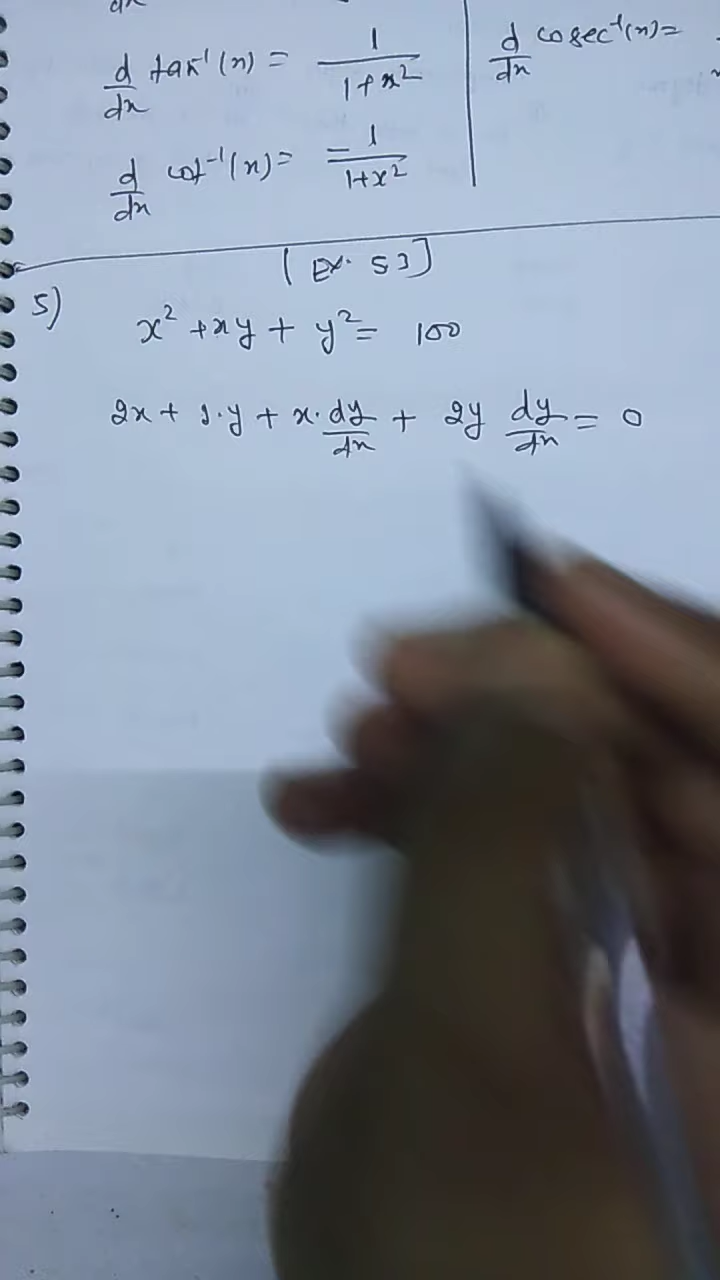 dx
d/dx tan⁻¹(x) = 1/(1+x²)
d/dx cosec⁻¹(x) =
d/dx cot⁻¹(x) = -1/(1+x²)
[Ex. 5.3]
5) x² + xy + y² = 100
2x + 1·y + x·dy/dx + 2y dy/dx = 0